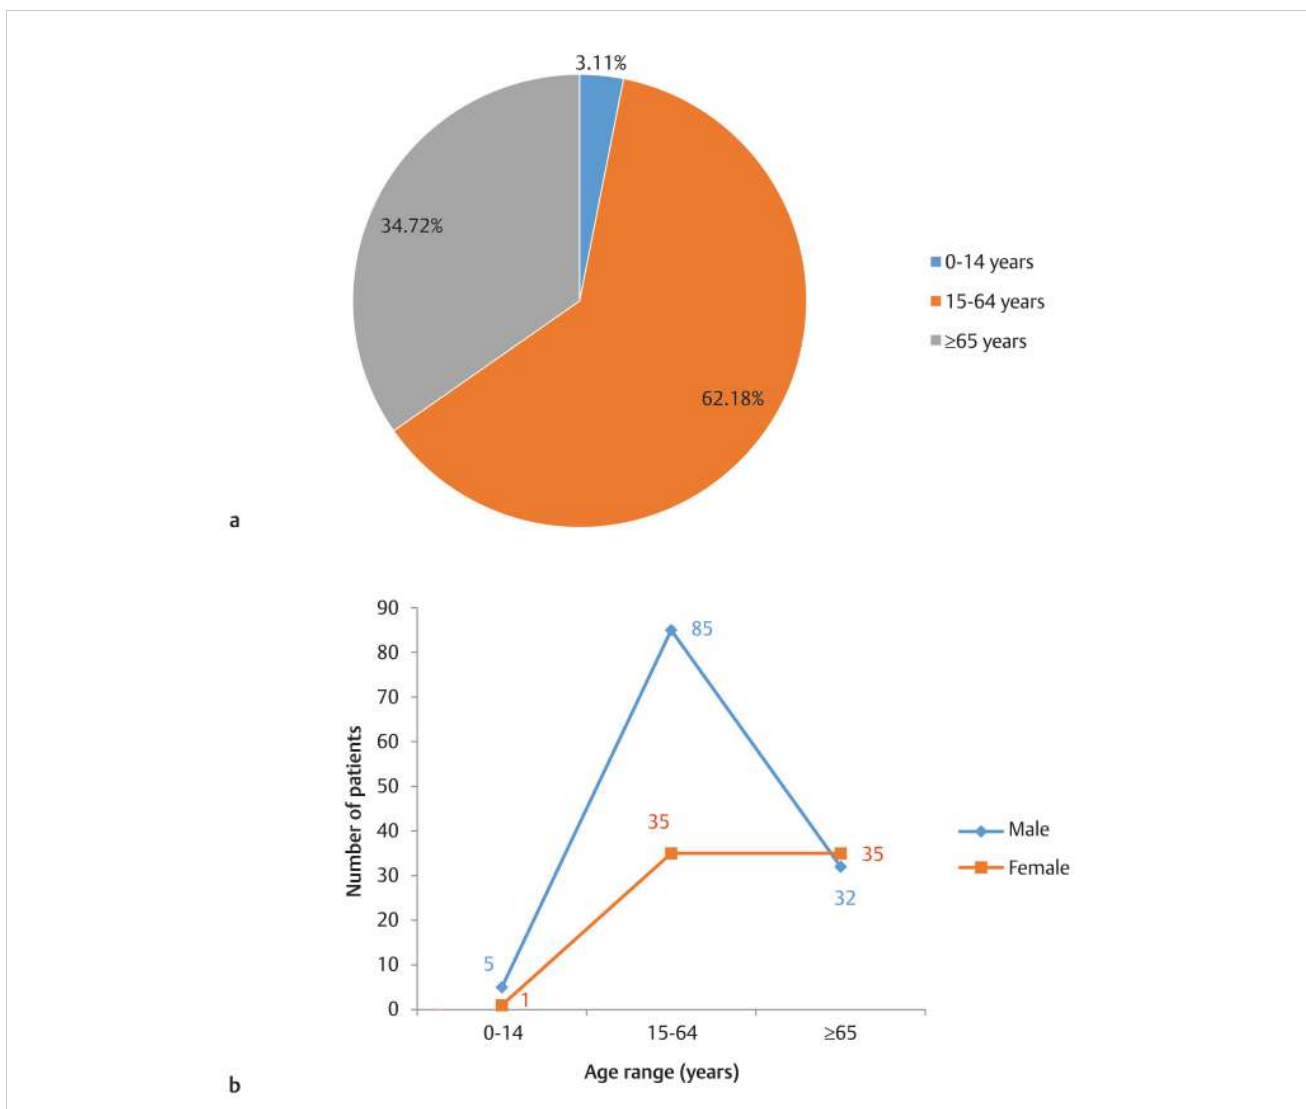 3.11%
34.72%
62.18%
0-14 years
15-64 years
≥65 years
a
90
80
70
60
50
40
30
20
10
0
Number of patients
85
35
35
32
5
1
Male
Female
0-14
15-64
≥65
Age range (years)
b